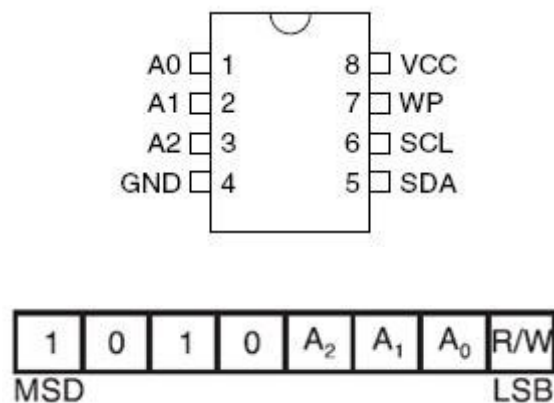 A0 1 8 VCC
A1 2 7 WP
A2 3 6 SCL
GND 4 5 SDA
1 0 1 0 A₂ A₁ A₀ R/W
MSD LSB